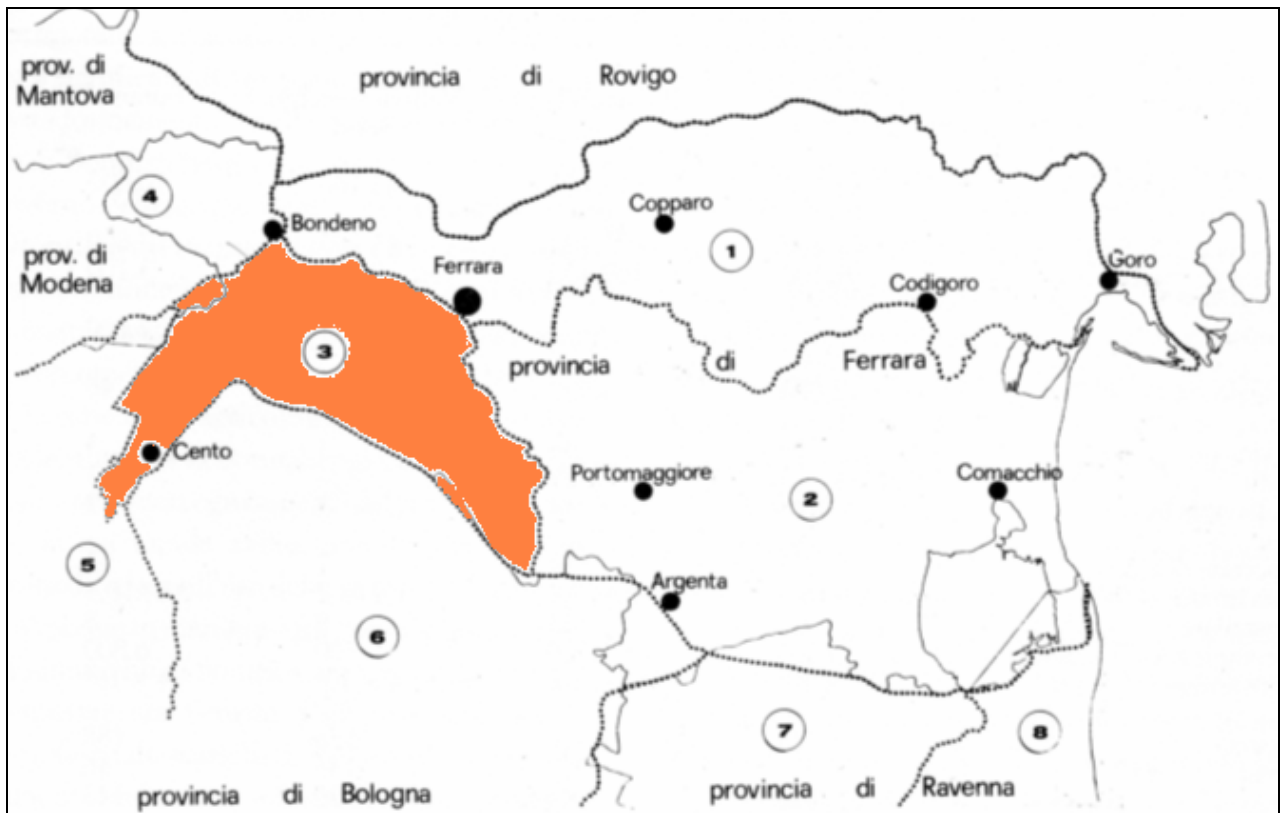 prov. di
Mantova
provincia di Rovigo
4
Bondeno
Copparo
1
prov. di
Modena
Ferrara
Goro
Codigoro
3
provincia di Ferrara
Cento
Portomaggiore
2
Comacchio
5
Argenta
6
7
8
provincia di Bologna
provincia di Ravenna